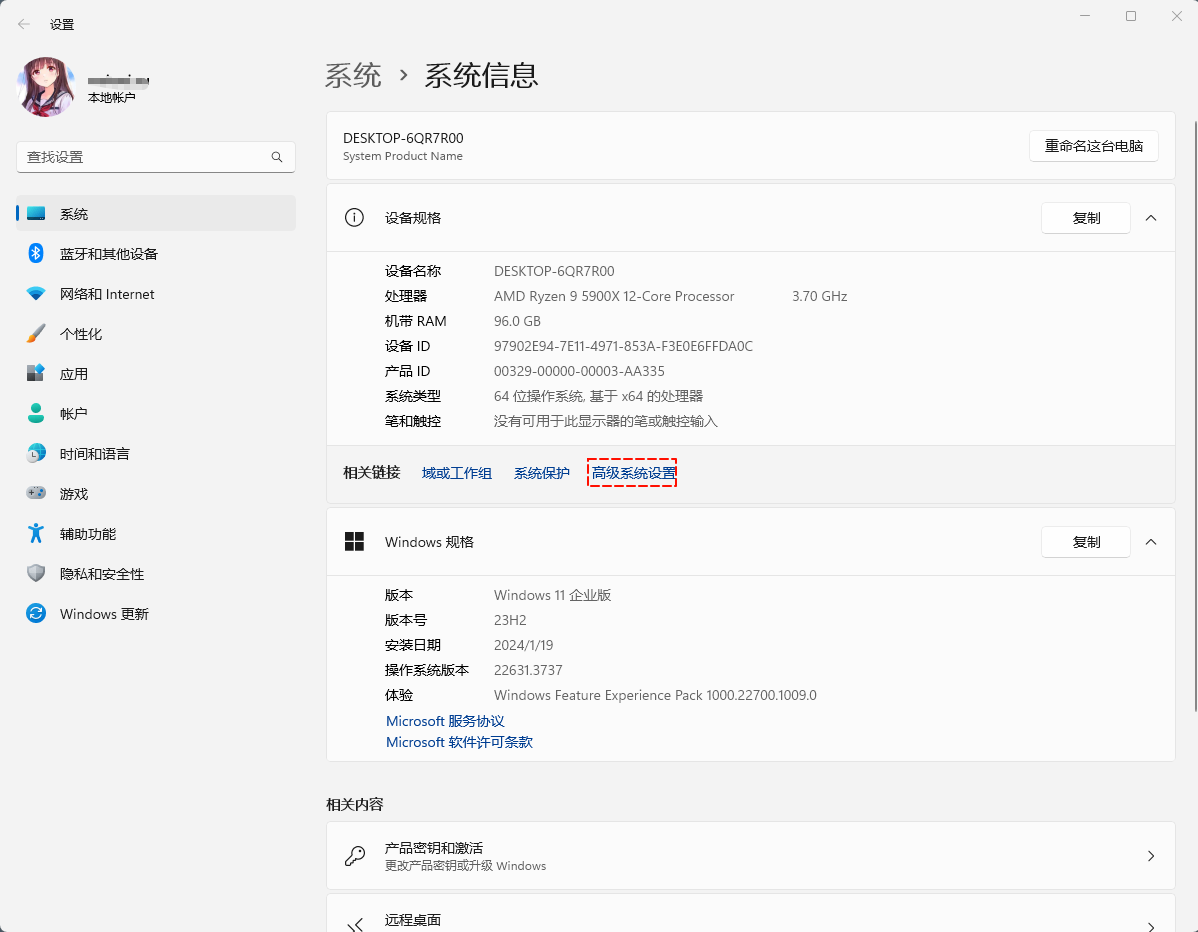 设置
本地帐户
查找设置
系统
蓝牙和其他设备
网络和 Internet
个性化
应用
帐户
时间和语言
游戏
辅助功能
隐私和安全性
Windows 更新
系统 › 系统信息
DESKTOP-6QR7R00
System Product Name
重命名这台电脑
设备规格
复制
设备名称 DESKTOP-6QR7R00
处理器 AMD Ryzen 9 5900X 12-Core Processor 3.70 GHz
机带 RAM 96.0 GB
设备 ID 97902E94-7E11-4971-853A-F3E0E6FFDA0C
产品 ID 00329-00000-00003-AA335
系统类型 64 位操作系统, 基于 x64 的处理器
笔和触控 没有可用于此显示器的笔或触控输入
相关链接 域或工作组 系统保护 高级系统设置
Windows 规格
复制
版本 Windows 11 企业版
版本号 23H2
安装日期 2024/1/19
操作系统版本 22631.3737
体验 Windows Feature Experience Pack 1000.22700.1009.0
Microsoft 服务协议
Microsoft 软件许可条款
相关内容
产品密钥和激活
更改产品密钥或升级 Windows
远程桌面